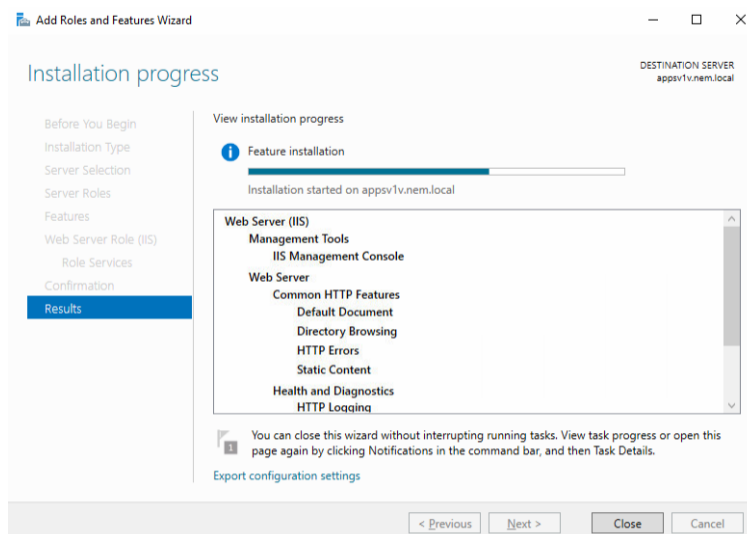 Add Roles and Features Wizard
Installation progress
DESTINATION SERVER
appsv1v.nem.local
Before You Begin
Installation Type
Server Selection
Server Roles
Features
Web Server Role (IIS)
Role Services
Confirmation
Results
View installation progress
Feature installation
Installation started on appsv1v.nem.local
Web Server (IIS)
Management Tools
IIS Management Console
Web Server
Common HTTP Features
Default Document
Directory Browsing
HTTP Errors
Static Content
Health and Diagnostics
HTTP Logging
1
You can close this wizard without interrupting running tasks. View task progress or open this
page again by clicking Notifications in the command bar, and then Task Details.
Export configuration settings
< Previous
Next >
Close
Cancel